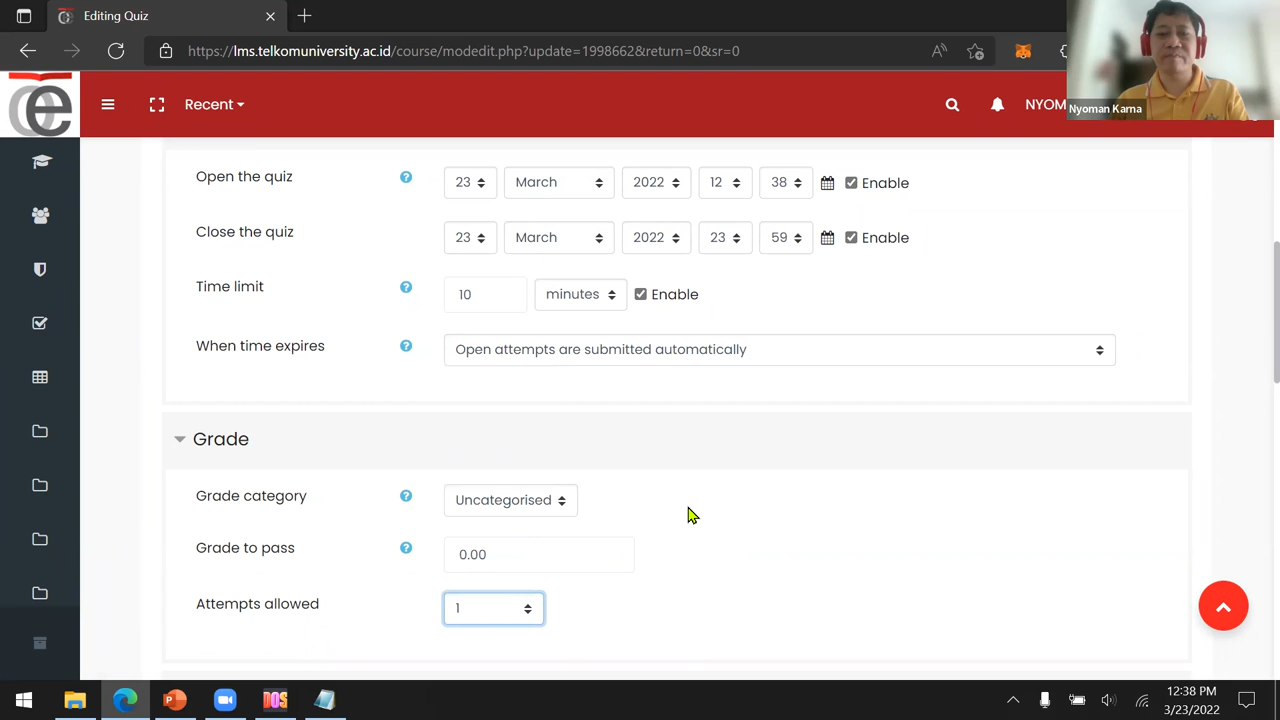 Editing Quiz
https://lms.telkomuniversity.ac.id/course/modedit.php?update=1998662&return=0&sr=0
Recent
NYOM
Nyoman Karna
Open the quiz
23 March 2022 12 38 Enable
Close the quiz
23 March 2022 23 59 Enable
Time limit
10 minutes Enable
When time expires
Open attempts are submitted automatically
Grade
Grade category
Uncategorised
Grade to pass
0.00
Attempts allowed
1
DOS
12:38 PM
3/23/2022